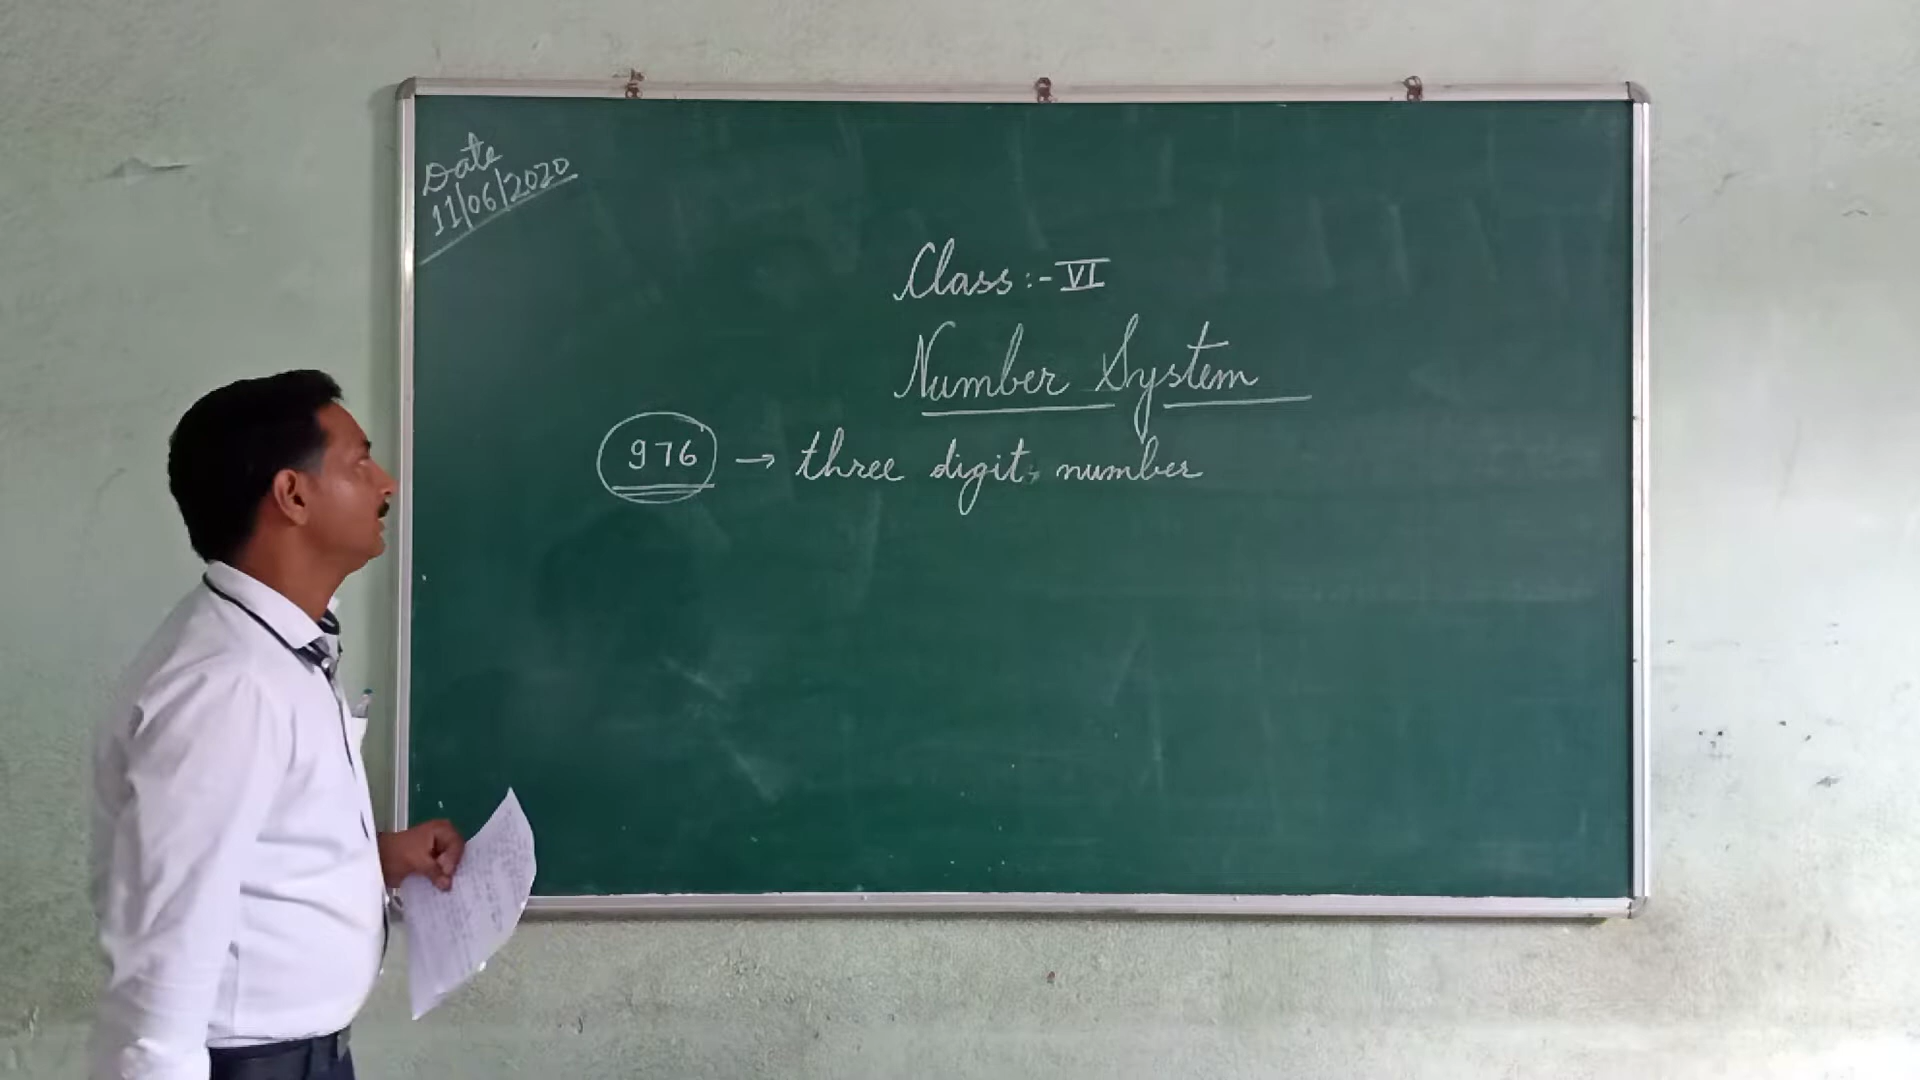 Date
11/06/2020
Class:-VI
Number System
976 → three digit number